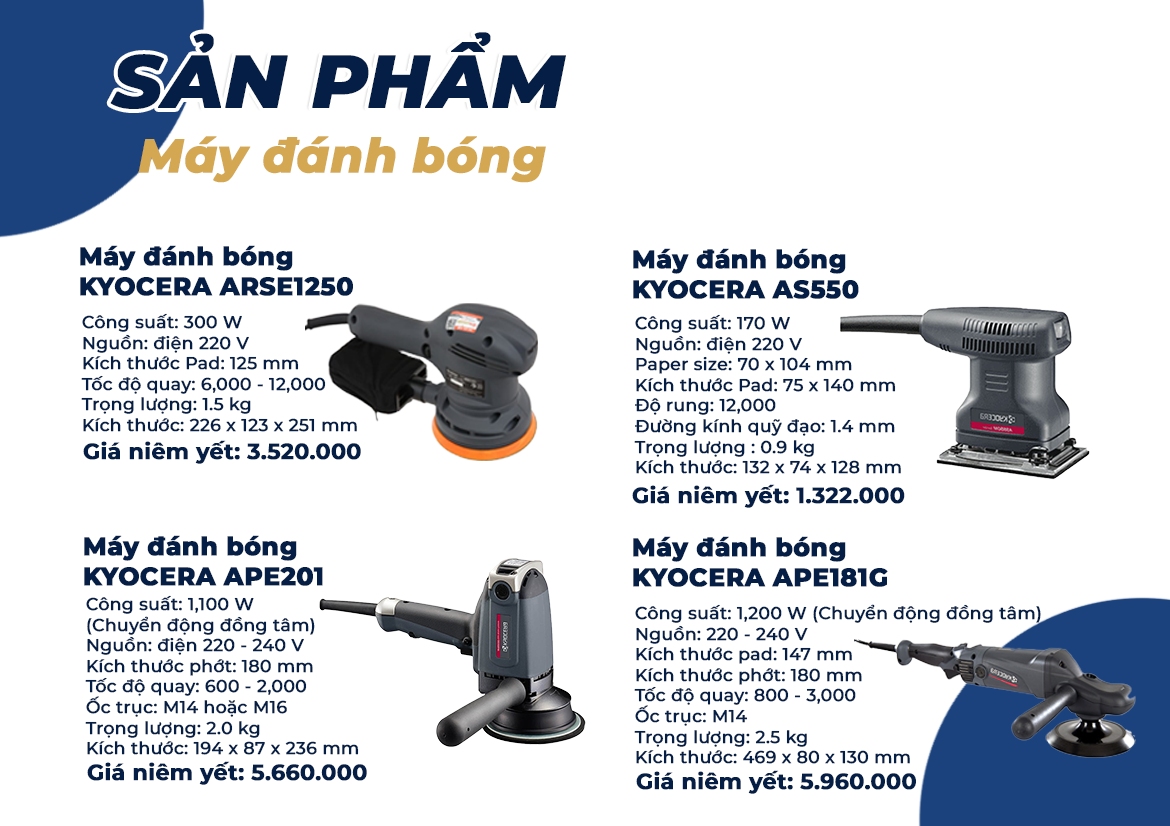 SẢN PHẨM
Máy đánh bóng
Máy đánh bóng
KYOCERA ARSE1250
Công suất: 300 W
Nguồn: điện 220 V
Kích thước Pad: 125 mm
Tốc độ quay: 6,000 - 12,000
Trọng lượng: 1.5 kg
Kích thước: 226 x 123 x 251 mm
Giá niêm yết: 3.520.000
Máy đánh bóng
KYOCERA AS550
Công suất: 170 W
Nguồn: điện 220 V
Paper size: 70 x 104 mm
Kích thước Pad: 75 x 140 mm
Độ rung: 12,000
Đường kính quỹ đạo: 1.4 mm
Trọng lượng : 0.9 kg
Kích thước: 132 x 74 x 128 mm
Giá niêm yết: 1.322.000
KYOCERA
Máy đánh bóng
KYOCERA APE201
Công suất: 1,100 W
(Chuyển động đồng tâm)
Nguồn: điện 220 - 240 V
Kích thước phớt: 180 mm
Tốc độ quay: 600 - 2,000
Ốc trục: M14 hoặc M16
Trọng lượng: 2.0 kg
Kích thước: 194 x 87 x 236 mm
Giá niêm yết: 5.660.000
KYOCERA
Máy đánh bóng
KYOCERA APE181G
Công suất: 1,200 W (Chuyển động đồng tâm)
Nguồn: 220 - 240 V
Kích thước pad: 147 mm
Kích thước phớt: 180 mm
Tốc độ quay: 800 - 3,000
Ốc trục: M14
Trọng lượng: 2.5 kg
Kích thước: 469 x 80 x 130 mm
Giá niêm yết: 5.960.000
KYOCERA